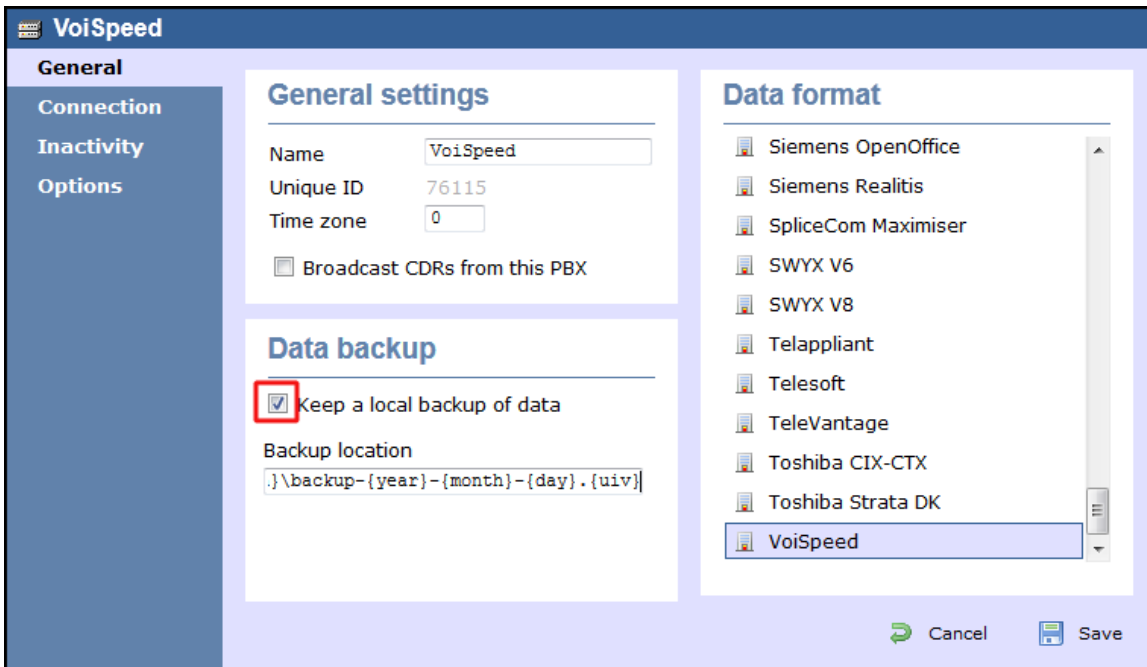 VoiSpeed
General
Connection
Inactivity
Options
General settings
Name VoiSpeed
Unique ID 76115
Time zone 0
Broadcast CDRs from this PBX
Data backup
Keep a local backup of data
Backup location
.}\backup-{year}-{month}-{day}.{uiv}
Data format
Siemens OpenOffice
Siemens Realitis
SpliceCom Maximiser
SWYX V6
SWYX V8
Telappliant
Telesoft
TeleVantage
Toshiba CIX-CTX
Toshiba Strata DK
VoiSpeed
Cancel Save